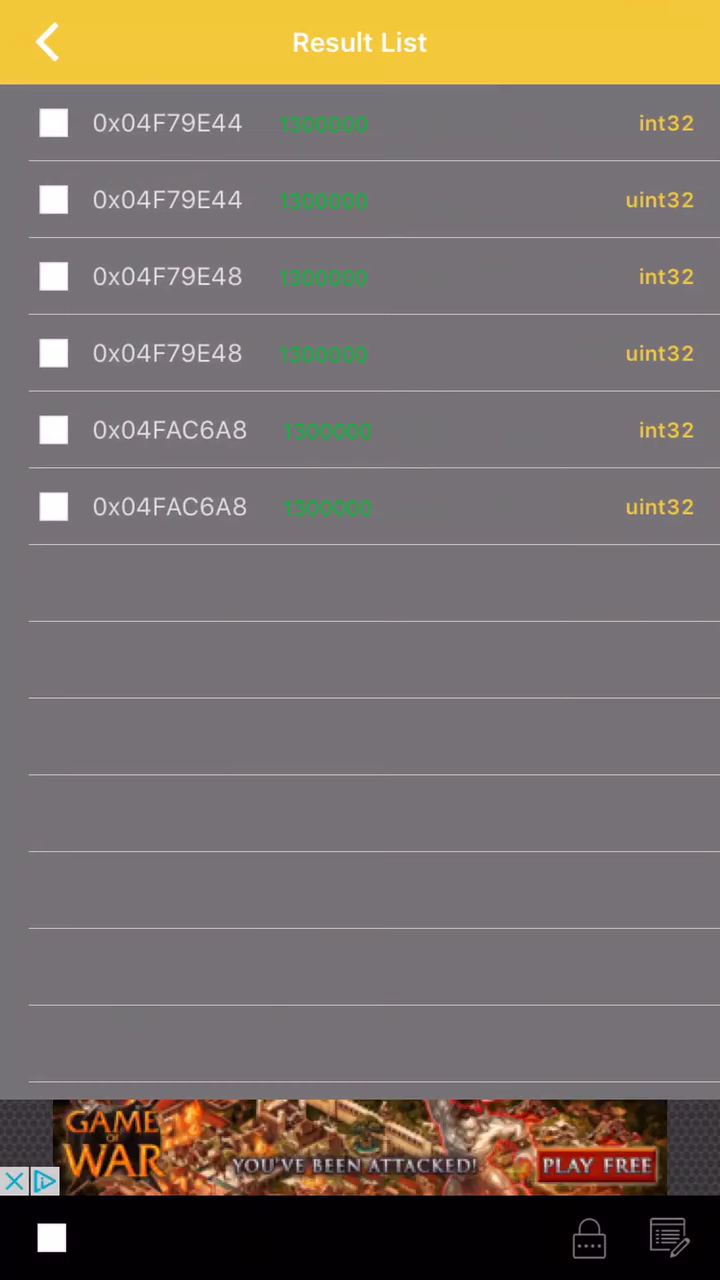 Result List
0x04F79E44 1300000 int32
0x04F79E44 1300000 uint32
0x04F79E48 1300000 int32
0x04F79E48 1300000 uint32
0x04FAC6A8 1300000 int32
0x04FAC6A8 1300000 uint32
GAME
OF
WAR
YOU'VE BEEN ATTACKED!
PLAY FREE